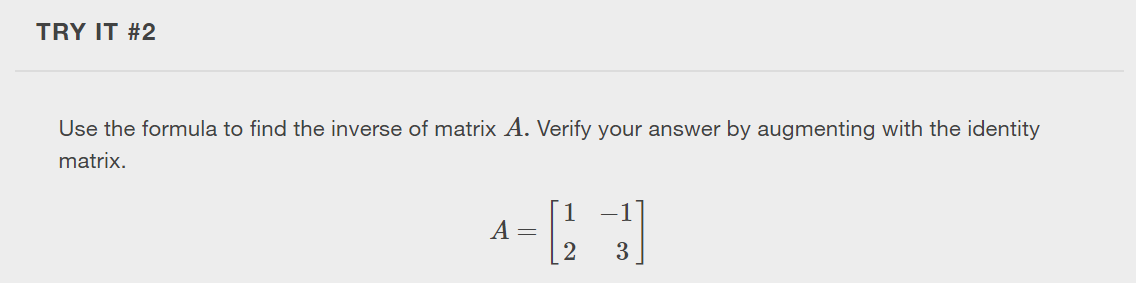 TRY IT #2
Use the formula to find the inverse of matrix A. Verify your answer by augmenting with the identity
matrix.
A = [1 −1
2 3]